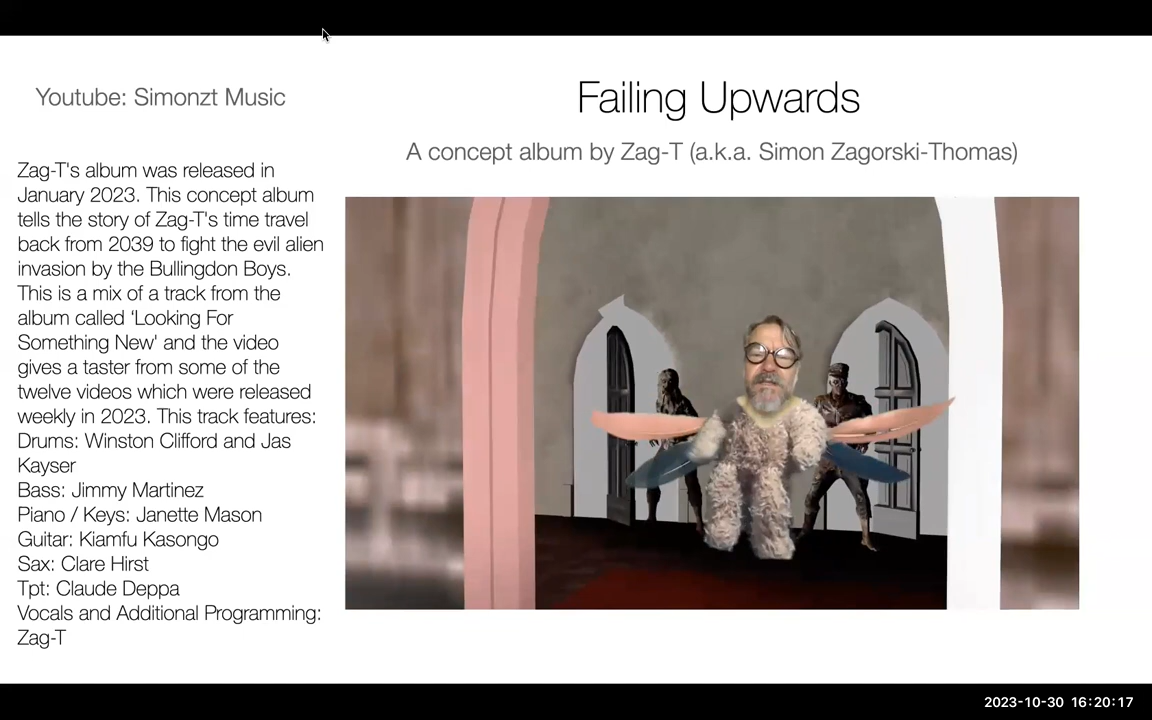 Youtube: Simonzt Music
Failing Upwards
A concept album by Zag-T (a.k.a. Simon Zagorski-Thomas)
Zag-T's album was released in
January 2023. This concept album
tells the story of Zag-T's time travel
back from 2039 to fight the evil alien
invasion by the Bullingdon Boys.
This is a mix of a track from the
album called ‘Looking For
Something New' and the video
gives a taster from some of the
twelve videos which were released
weekly in 2023. This track features:
Drums: Winston Clifford and Jas
Kayser
Bass: Jimmy Martinez
Piano / Keys: Janette Mason
Guitar: Kiamfu Kasongo
Sax: Clare Hirst
Tpt: Claude Deppa
Vocals and Additional Programming:
Zag-T
2023-10-30 16:20:17